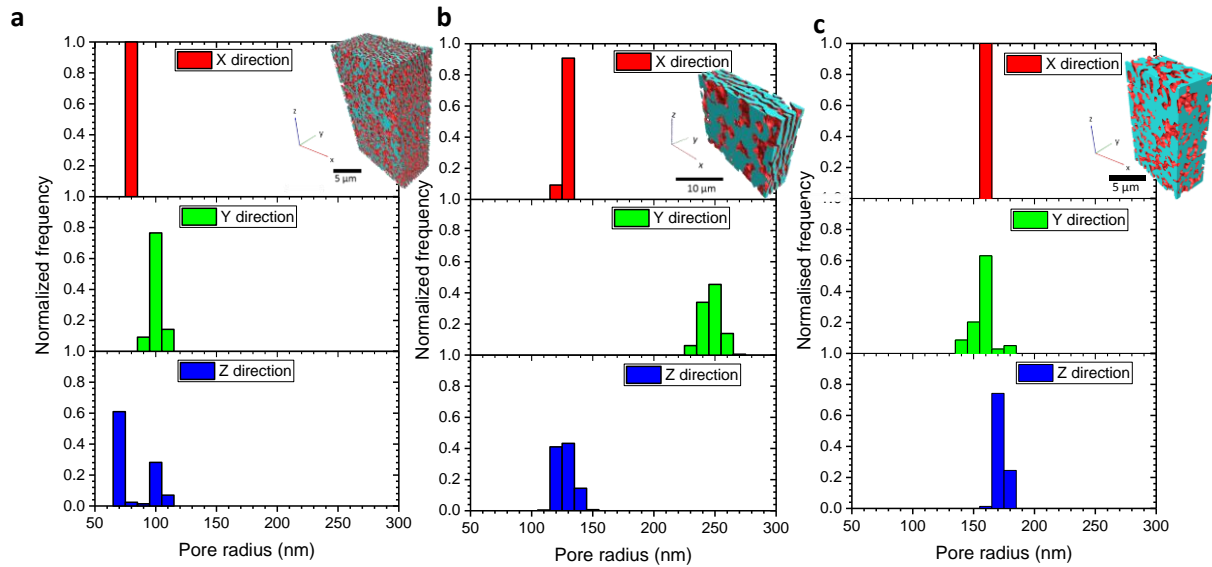 a
Normalized frequency
1.0
0.8
0.6
0.4
0.2
1.0
X direction
z
y
x
5 µm
0.8
0.6
0.4
0.2
1.0
Y direction
0.8
0.6
0.4
0.2
0.0
Z direction
50 100 150 200 250 300
Pore radius (nm)
b
Normalized frequency
1.0
0.8
0.6
0.4
0.2
1.0
X direction
z
y
x
10 µm
0.8
0.6
0.4
0.2
1.0
Y direction
0.8
0.6
0.4
0.2
0.0
Z direction
50 100 150 200 250 300
Pore radius (nm)
c
Normalised frequency
1.0
0.8
0.6
0.4
0.2
1.0
X direction
z
y
x
5 µm
0.8
0.6
0.4
0.2
1.0
Y direction
0.8
0.6
0.4
0.2
0.0
Z direction
50 100 150 200 250 300
Pore radius (nm)